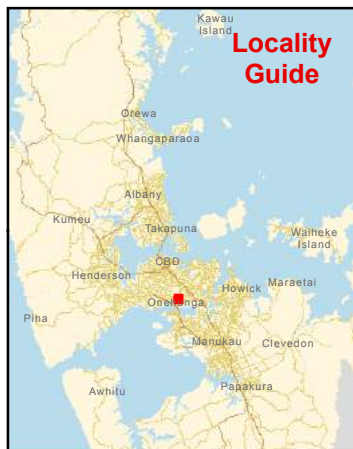 Kawau
Island
Locality
Guide
Orewa
Whangaparaoa
Albany
Kumeu
Takapuna
Waiheke
Island
CBD
Henderson
Howick
Maraetai
Onehunga
Piha
Manukau
Clevedon
Awhitu
Papakura